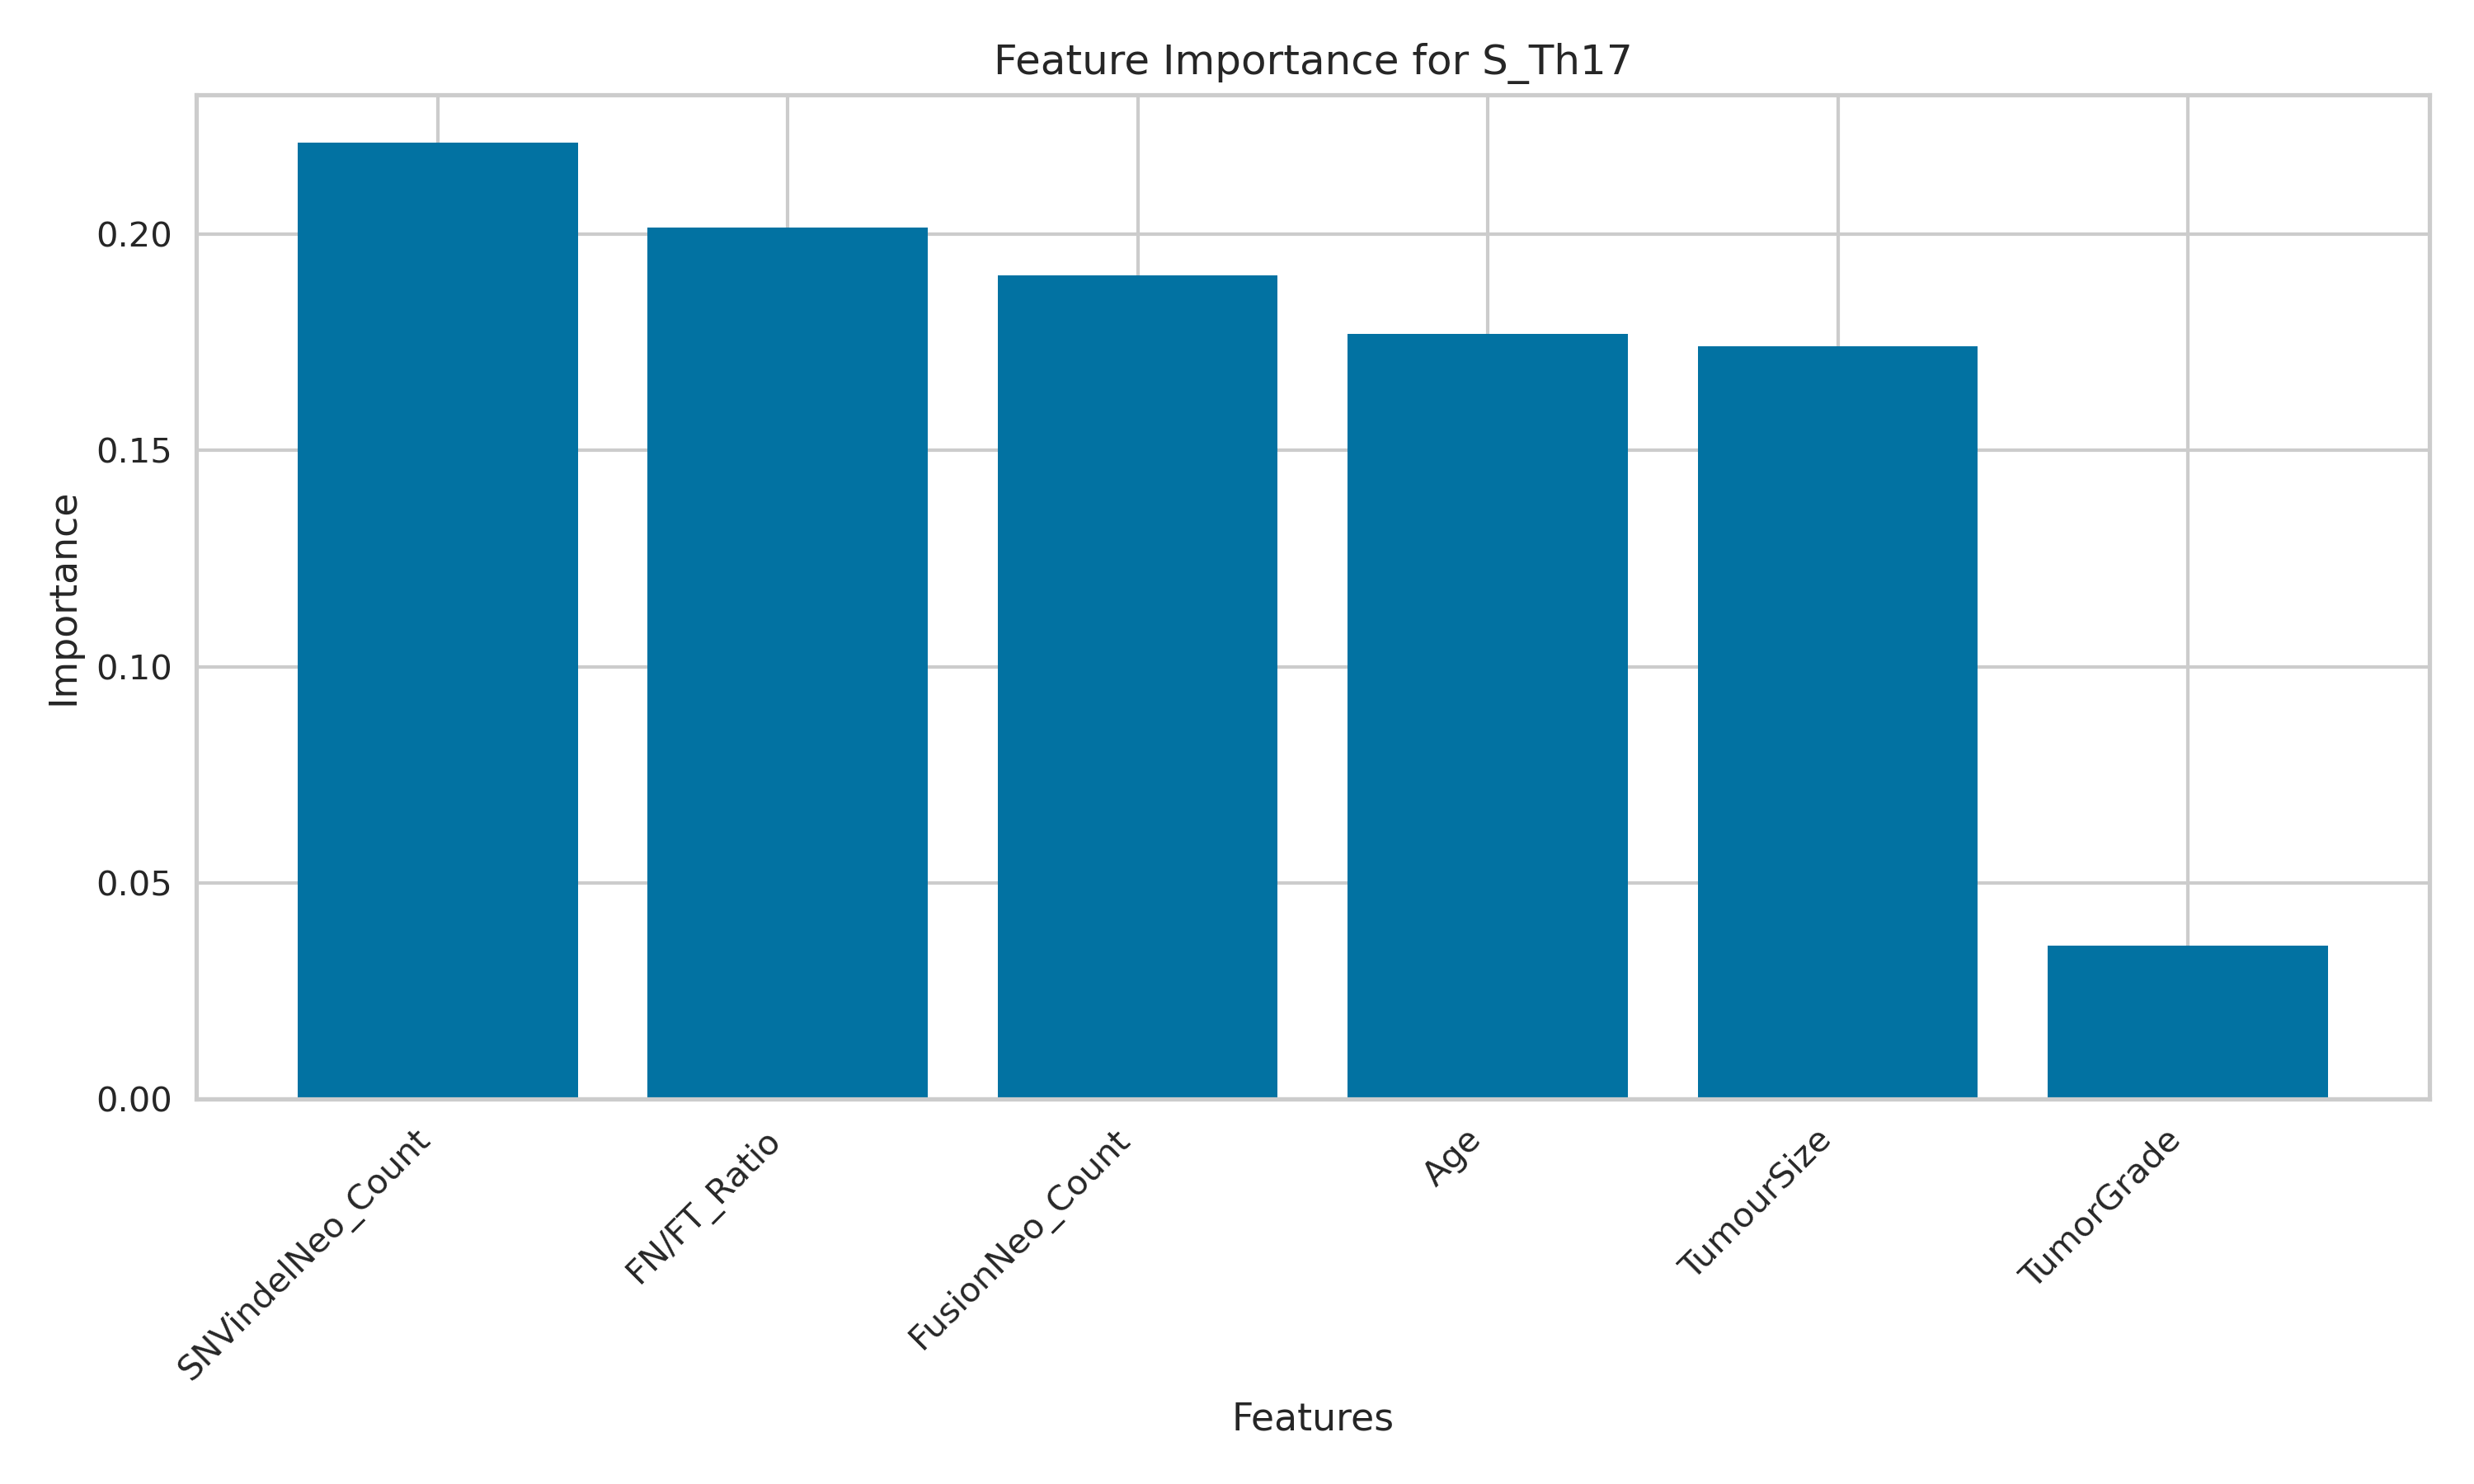 Feature Importance for S_Th17
Importance
0.20
0.15
0.10
0.05
0.00
SNVindelNeo_Count
FN/FT_Ratio
FusionNeo_Count
Age
TumourSize
TumorGrade
Features